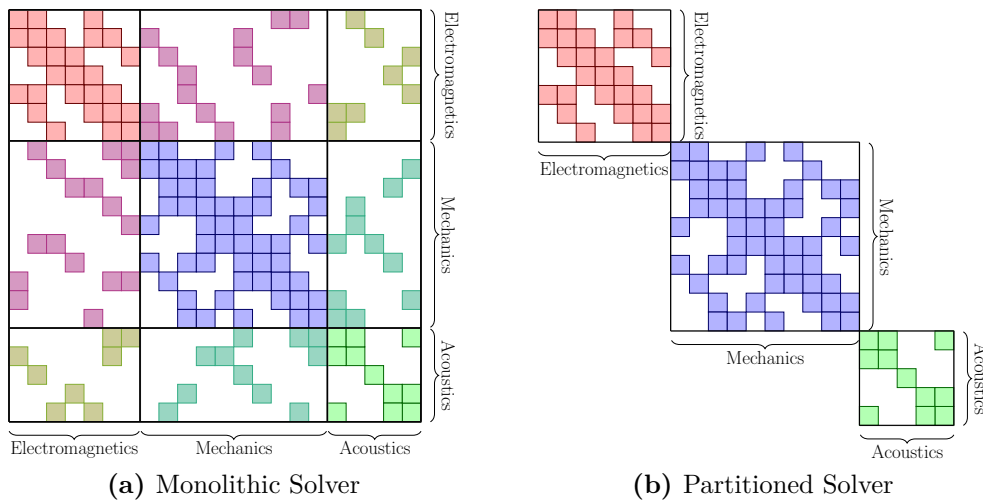 Electromagnetics
Mechanics
Acoustics
Electromagnetics
Mechanics
Acoustics
(a) Monolithic Solver
Electromagnetics
Electromagnetics
Mechanics
Mechanics
Acoustics
Acoustics
(b) Partitioned Solver